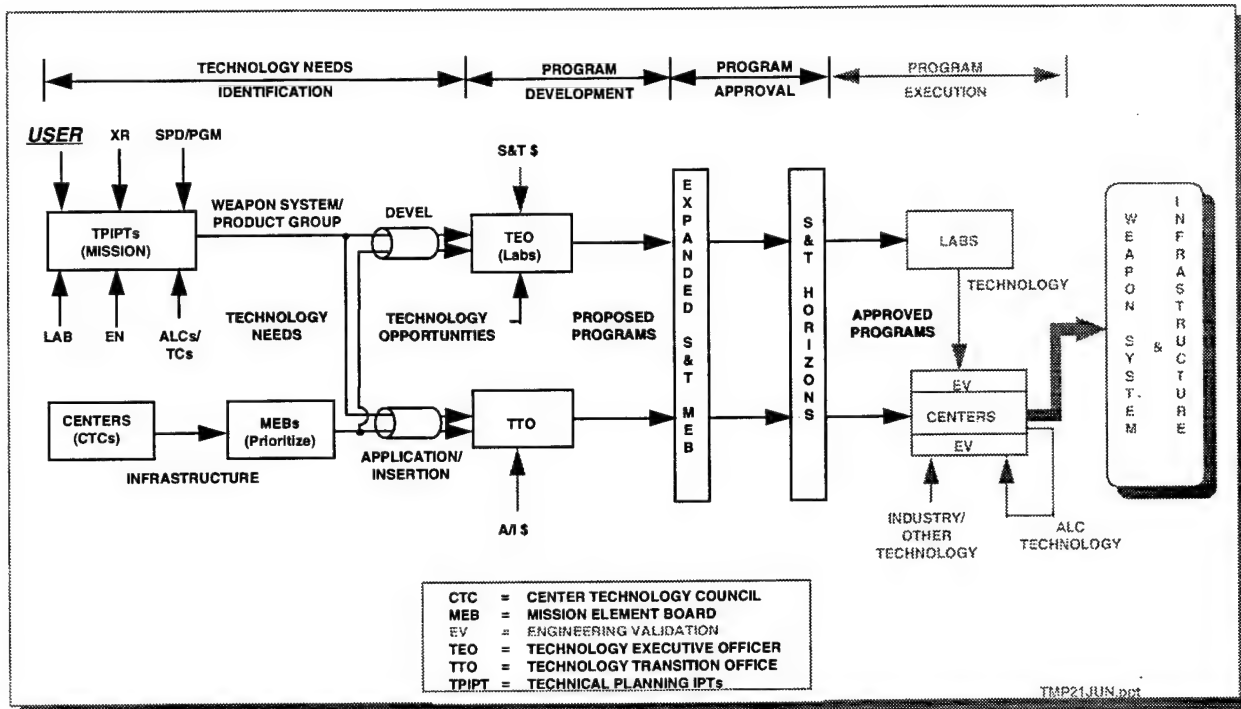 TECHNOLOGY NEEDS
IDENTIFICATION
PROGRAM
DEVELOPMENT
PROGRAM
APPROVAL
PROGRAM
EXECUTION
USER
XR
SPD/PGM
TPIPTs
(MISSION)
LAB
EN
ALCs/
TCs
WEAPON SYSTEM/
PRODUCT GROUP
DEVEL
S&T $
TEO
(Labs)
TECHNOLOGY
NEEDS
TECHNOLOGY
OPPORTUNITIES
PROPOSED
PROGRAMS
EXPANDED S&T MEB
S&T HORIZONS
APPROVED
PROGRAMS
LABS
TECHNOLOGY
CENTERS
(CTCs)
INFRASTRUCTURE
MEBs
(Prioritize)
APPLICATION/
INSERTION
TTO
A/I $
EV
CENTERS
EV
INDUSTRY/
OTHER
TECHNOLOGY
ALC
TECHNOLOGY
WEAPON SYSTEM
&
INFRASTRUCTURE
CTC = CENTER TECHNOLOGY COUNCIL
MEB = MISSION ELEMENT BOARD
EV = ENGINEERING VALIDATION
TEO = TECHNOLOGY EXECUTIVE OFFICER
TTO = TECHNOLOGY TRANSITION OFFICE
TPIPT = TECHNICAL PLANNING IPTs
TMP21JUN.ppt